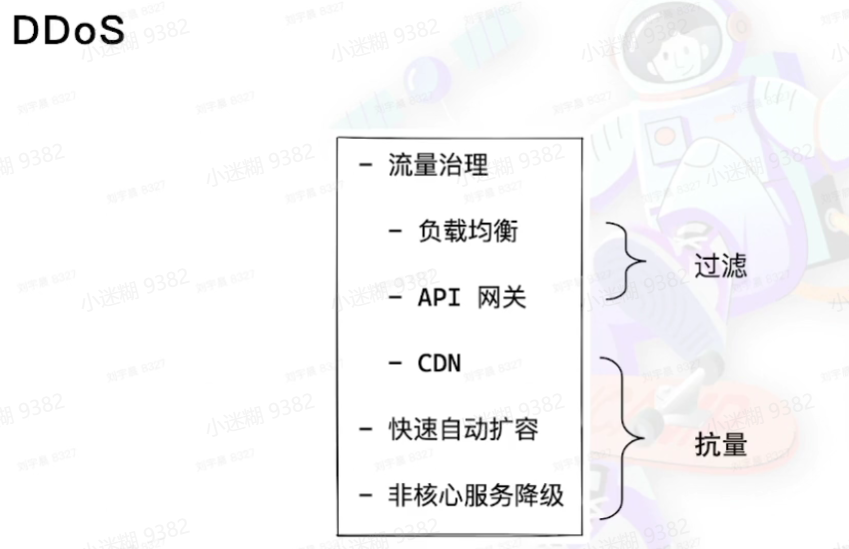 DDoS
- 流量治理
- 负载均衡
- API 网关
过滤
- CDN
- 快速自动扩容
抗量
- 非核心服务降级
小迷糊 9382